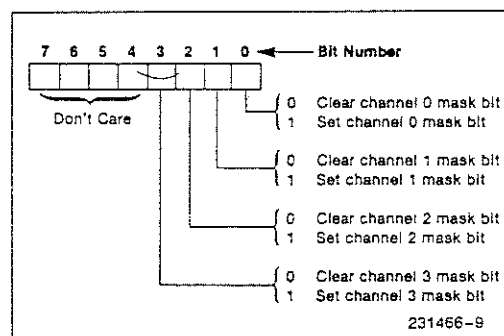 7 6 5 4 3 2 1 0 Bit Number
Don't Care
0 Clear channel 0 mask bit
1 Set channel 0 mask bit
0 Clear channel 1 mask bit
1 Set channel 1 mask bit
0 Clear channel 2 mask bit
1 Set channel 2 mask bit
0 Clear channel 3 mask bit
1 Set channel 3 mask bit
231466-9